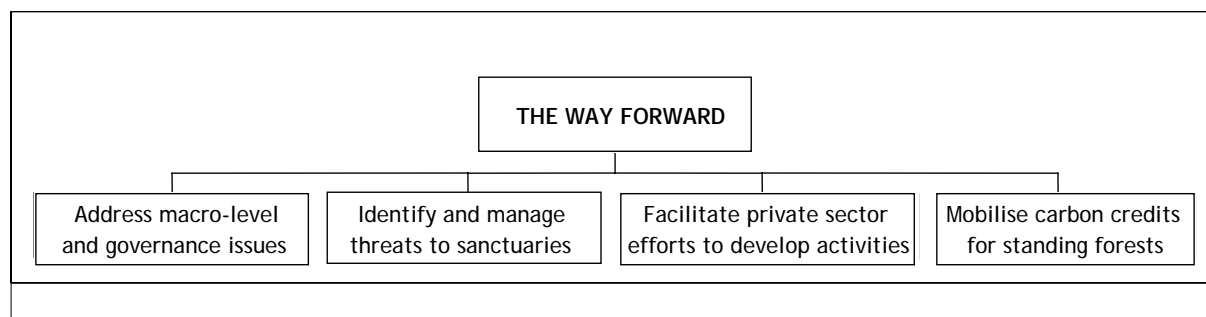 THE WAY FORWARD
Address macro-level
and governance issues
Identify and manage
threats to sanctuaries
Facilitate private sector
efforts to develop activities
Mobilise carbon credits
for standing forests